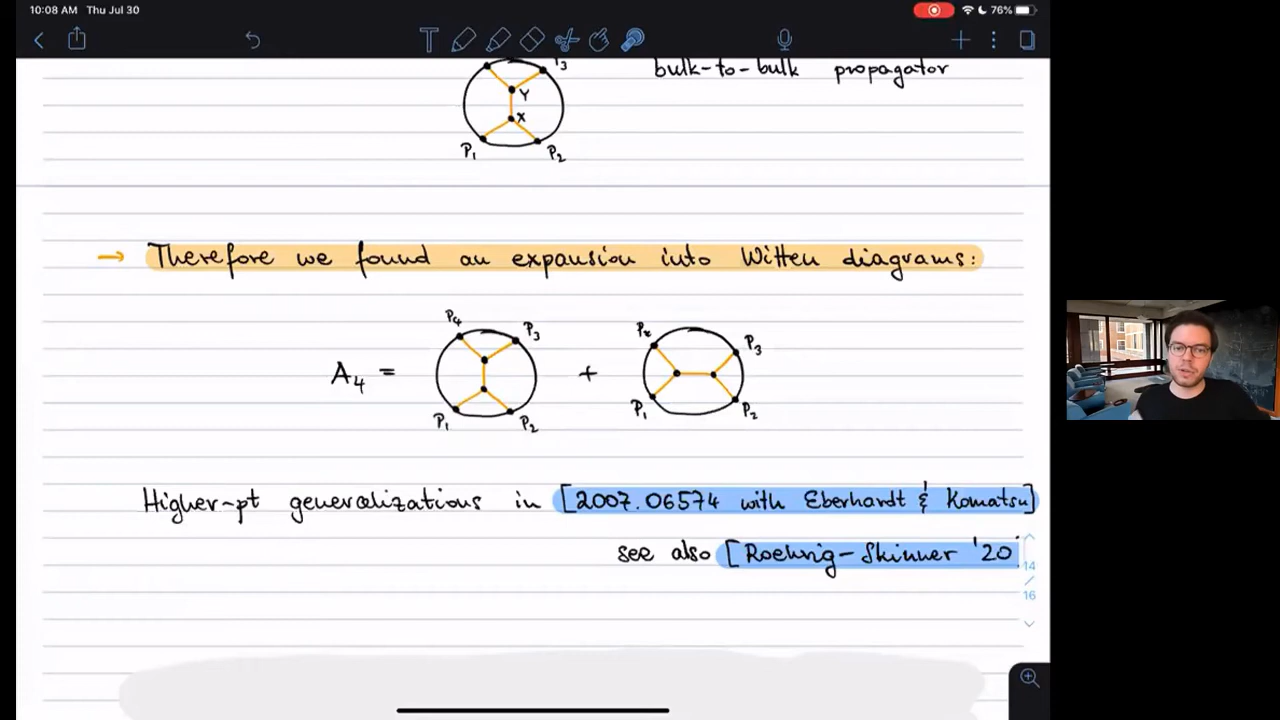 10:08 AM Thu Jul 30
76%
P3 bulk-to-bulk propagator
Y
X
P1 P2
→ Therefore we found an expansion into Witten diagrams:
P4 P3 P4 P3
A4 = +
P1 P2 P1 P2
Higher-pt generalizations in [2007.06574 with Eberhardt & Komatsu]
see also [Roehrig-Skinner '20]
14
/
16